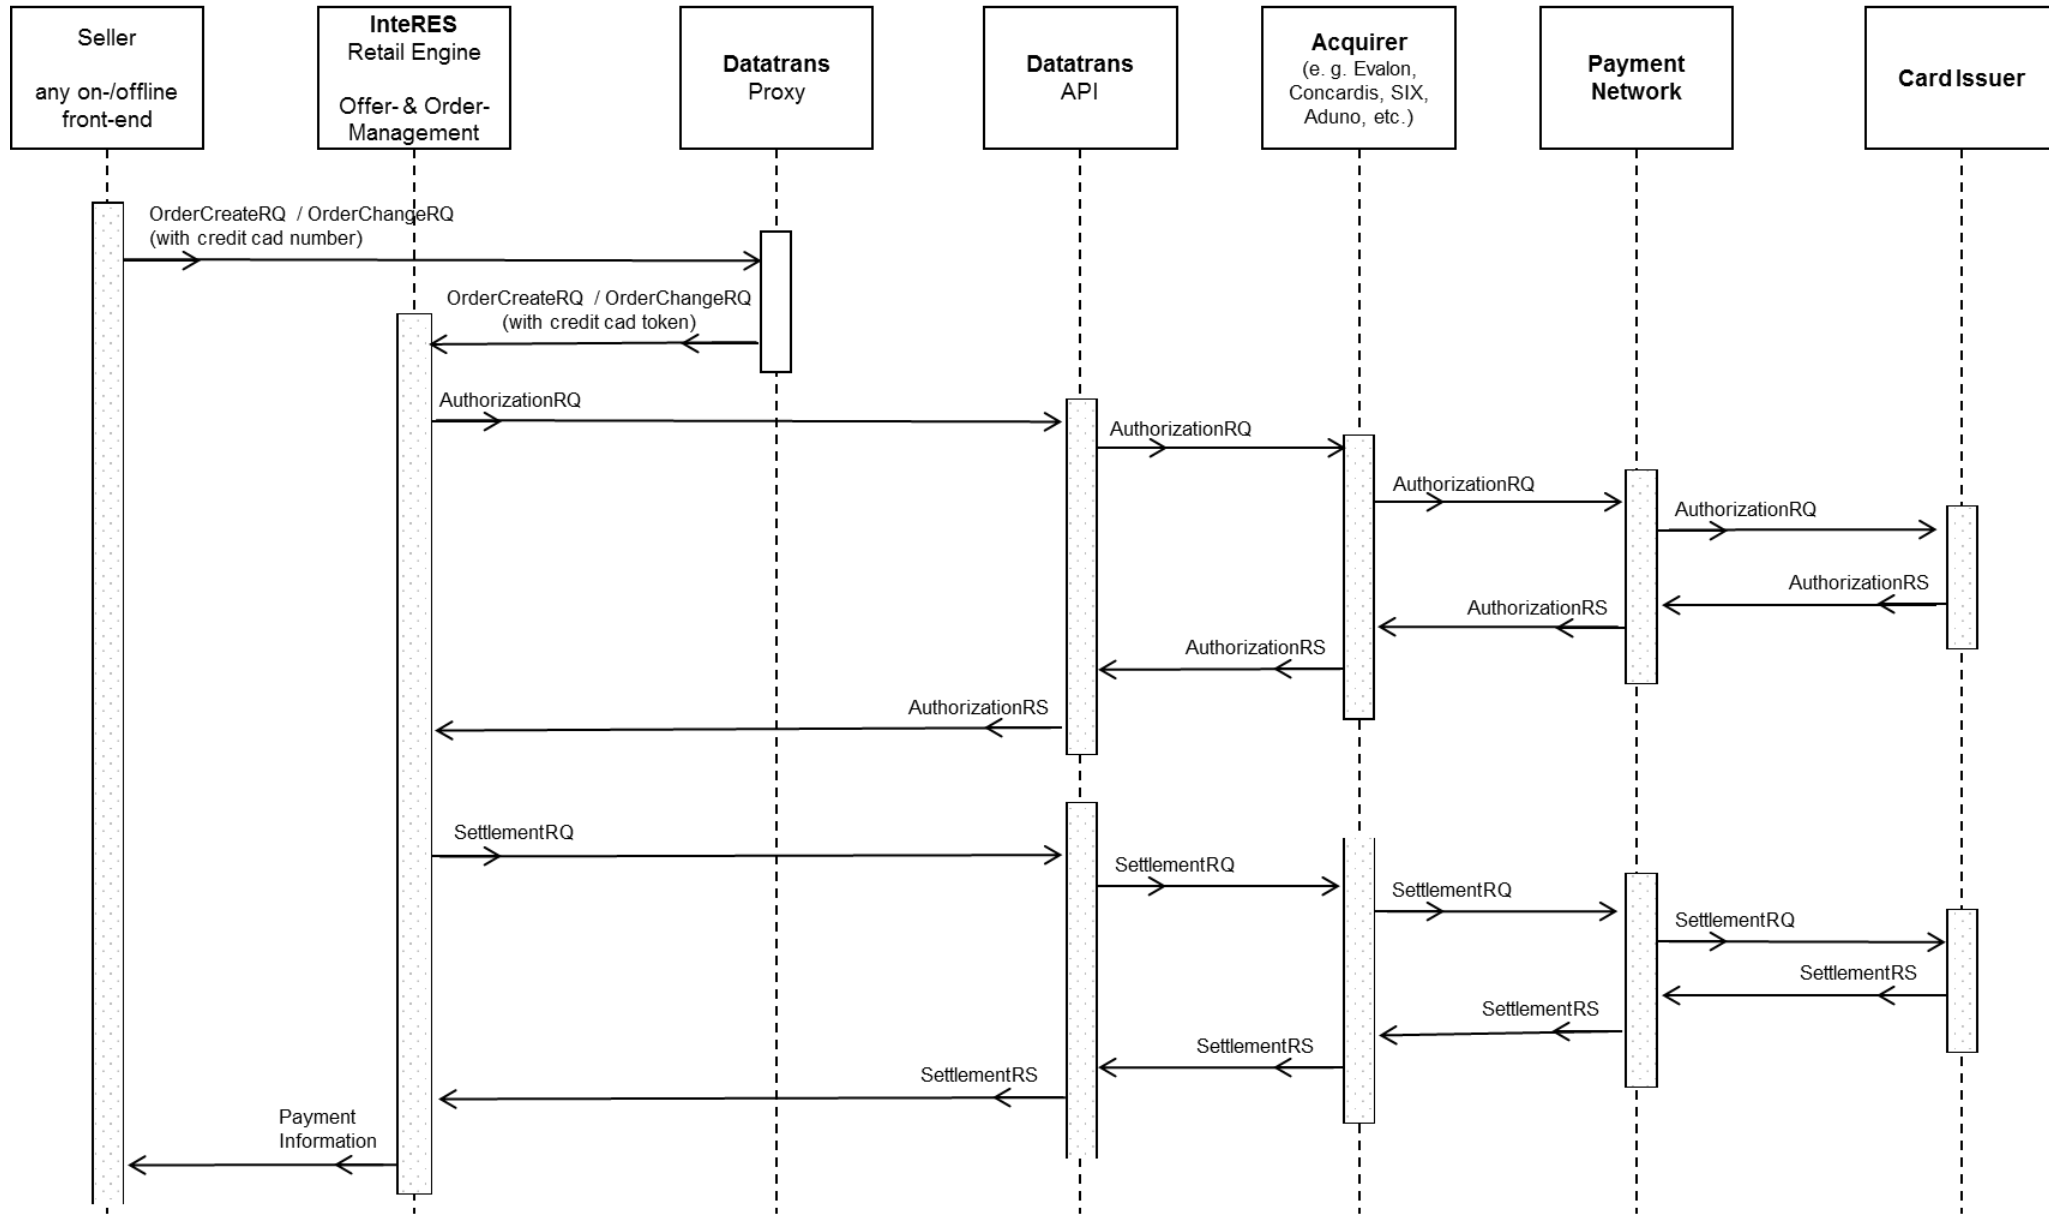 Seller
any on-/offline
front-end
InteRES
Retail Engine
Offer- & Order-
Management
Datatrans
Proxy
Datatrans
API
Acquirer
(e. g. Evalon,
Concardis, SIX,
Aduno, etc.)
Payment
Network
Card Issuer
OrderCreateRQ / OrderChangeRQ
(with credit cad number)
OrderCreateRQ / OrderChangeRQ
(with credit cad token)
AuthorizationRQ
AuthorizationRQ
AuthorizationRQ
AuthorizationRQ
AuthorizationRS
AuthorizationRS
AuthorizationRS
AuthorizationRS
SettlementRQ
SettlementRQ
SettlementRQ
SettlementRQ
SettlementRS
SettlementRS
SettlementRS
SettlementRS
Payment
Information